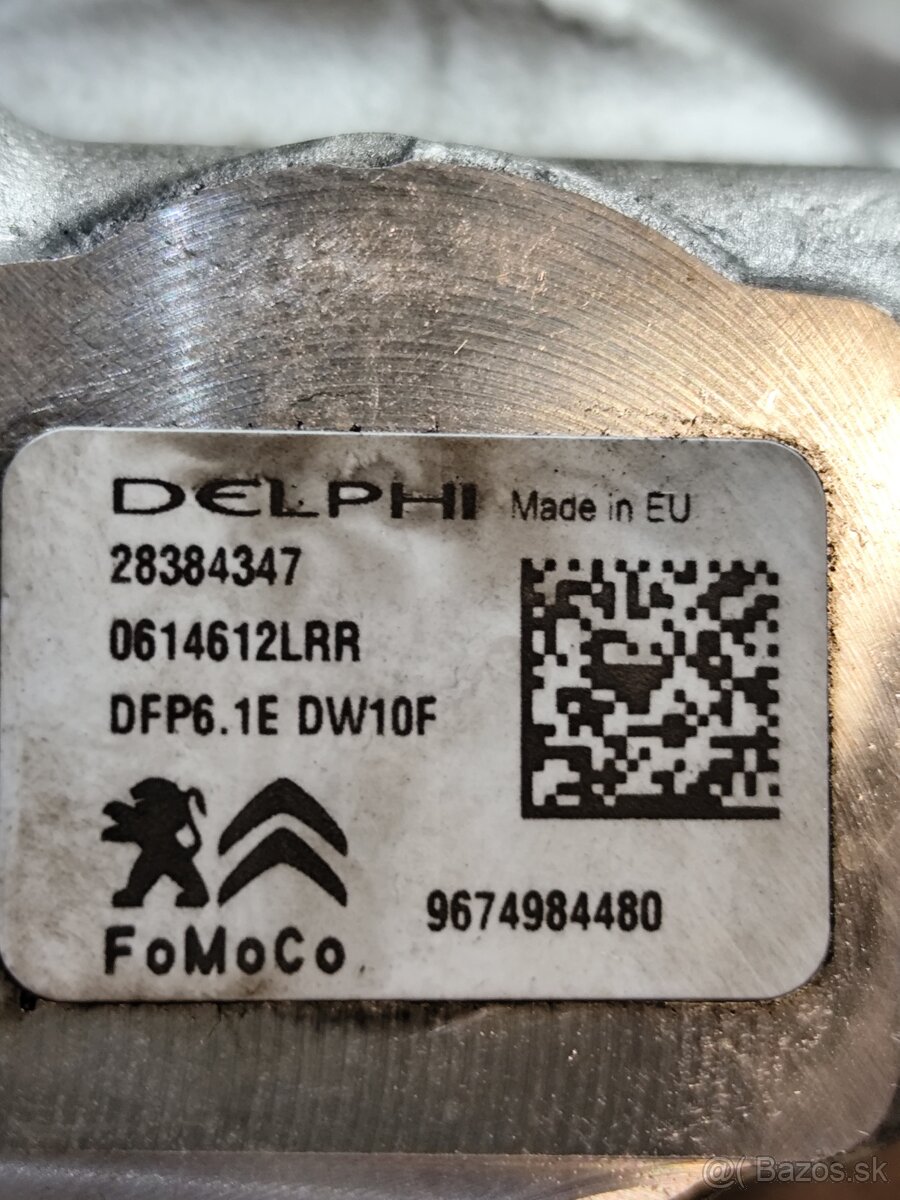 DELPHI Made in EU
28384347
0614612LRR
DFP6.1E DW10F
9674984480
FoMoCo
@( Bazos.sk